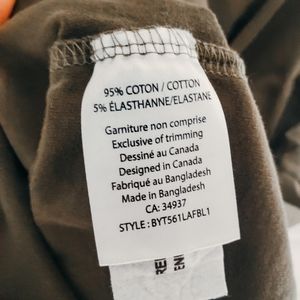 95% COTON / COTTON
5% ÉLASTHANNE/ELASTANE
Garniture non comprise
Exclusive of trimming
Dessiné au Canada
Designed in Canada
Fabriqué au Bangladesh
Made in Bangladesh
CA: 34937
STYLE : BYT561LAFBL1